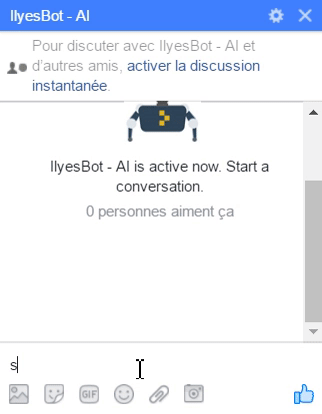 IlyesBot - AI
Pour discuter avec IlyesBot - AI et
d'autres amis, activer la discussion
instantanée.
IlyesBot - AI is active now. Start a
conversation.
0 personnes aiment ça
s
GIF